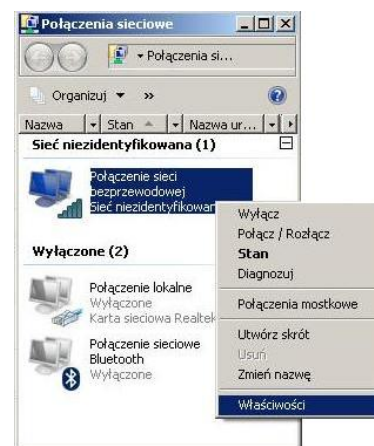 Połączenia sieciowe
Połączenia si...
Organizuj »
Nazwa Stan Nazwa ur...
Sieć niezidentyfikowana (1)
Połączenie sieci
bezprzewodowej
Sieć niezidentyfikowan
Wyłączone (2)
Połączenie lokalne
Wyłączone
Karta sieciowa Realtek
Połączenie sieciowe
Bluetooth
Wyłączone
Wyłącz
Połącz / Rozłącz
Stan
Diagnozuj
Połączenia mostkowe
Utwórz skrót
Usuń
Zmień nazwę
Właściwości